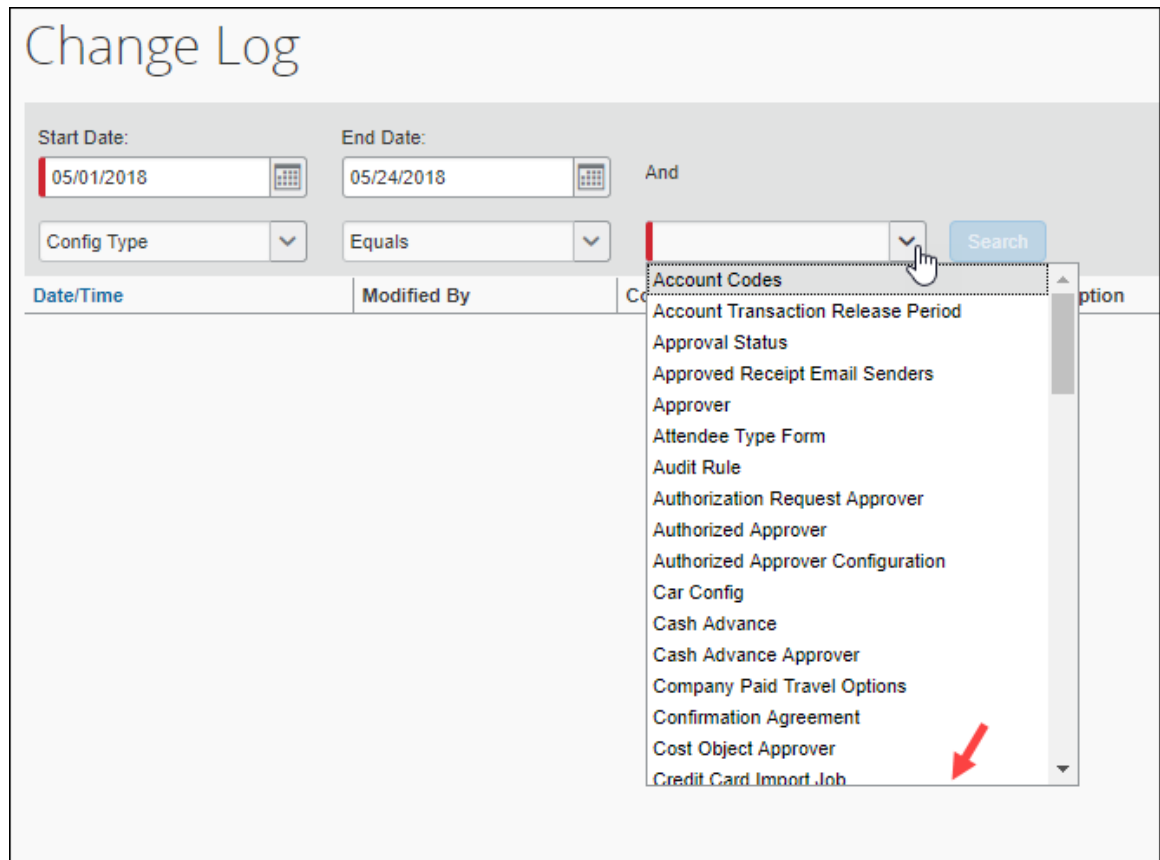 Change Log
Start Date:
End Date:
05/01/2018
05/24/2018
And
Config Type
Equals
Search
Date/Time
Modified By
Account Codes
Account Transaction Release Period
Approval Status
Approved Receipt Email Senders
Approver
Attendee Type Form
Audit Rule
Authorization Request Approver
Authorized Approver
Authorized Approver Configuration
Car Config
Cash Advance
Cash Advance Approver
Company Paid Travel Options
Confirmation Agreement
Cost Object Approver
Credit Card Import Job